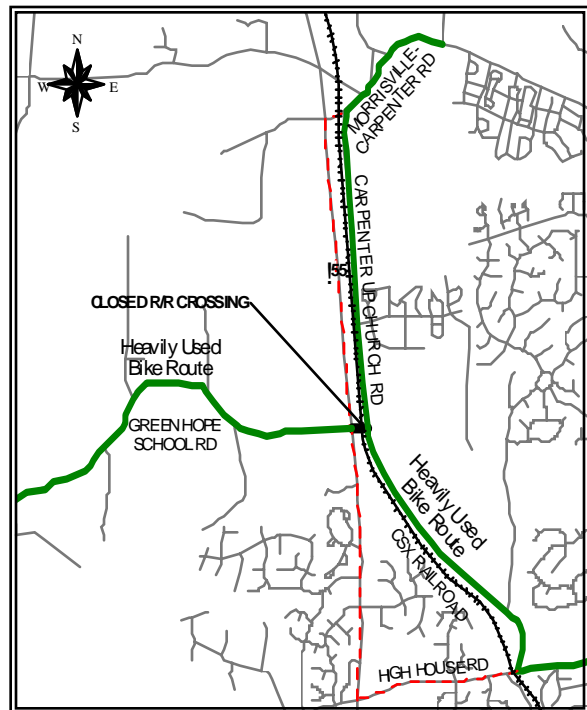 N
W
E
S
MORRISVILLE-
CARPENTER RD
CARPENTER UPCHURCH RD
55
CLOSED R/R CROSSING
Heavily Used
Bike Route
GREEN HOPE
SCHOOL RD
Heavily Used
Bike Route
CSX RAILROAD
HIGH HOUSE RD